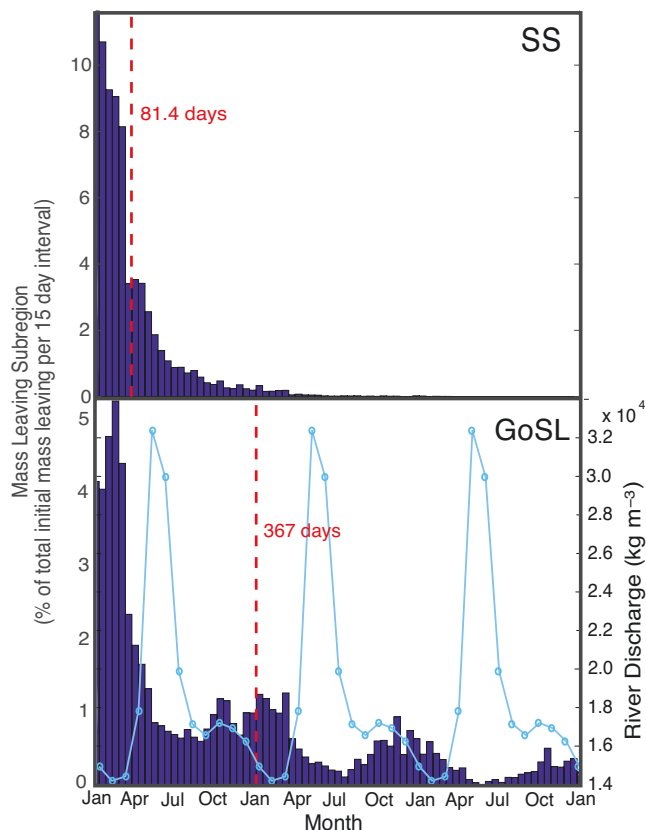 SS
10
8
6
4
2
0
81.4 days
Mass Leaving Subregion
(% of total initial mass leaving per 15 day interval)
GoSL
5
4
3
2
1
0
367 days
x 10⁴
3.2
3.0
2.8
2.6
2.4
2.2
2.0
1.8
1.6
1.4
River Discharge (kg m⁻³)
Jan Apr Jul Oct Jan Apr Jul Oct Jan Apr Jul Oct Jan
Month